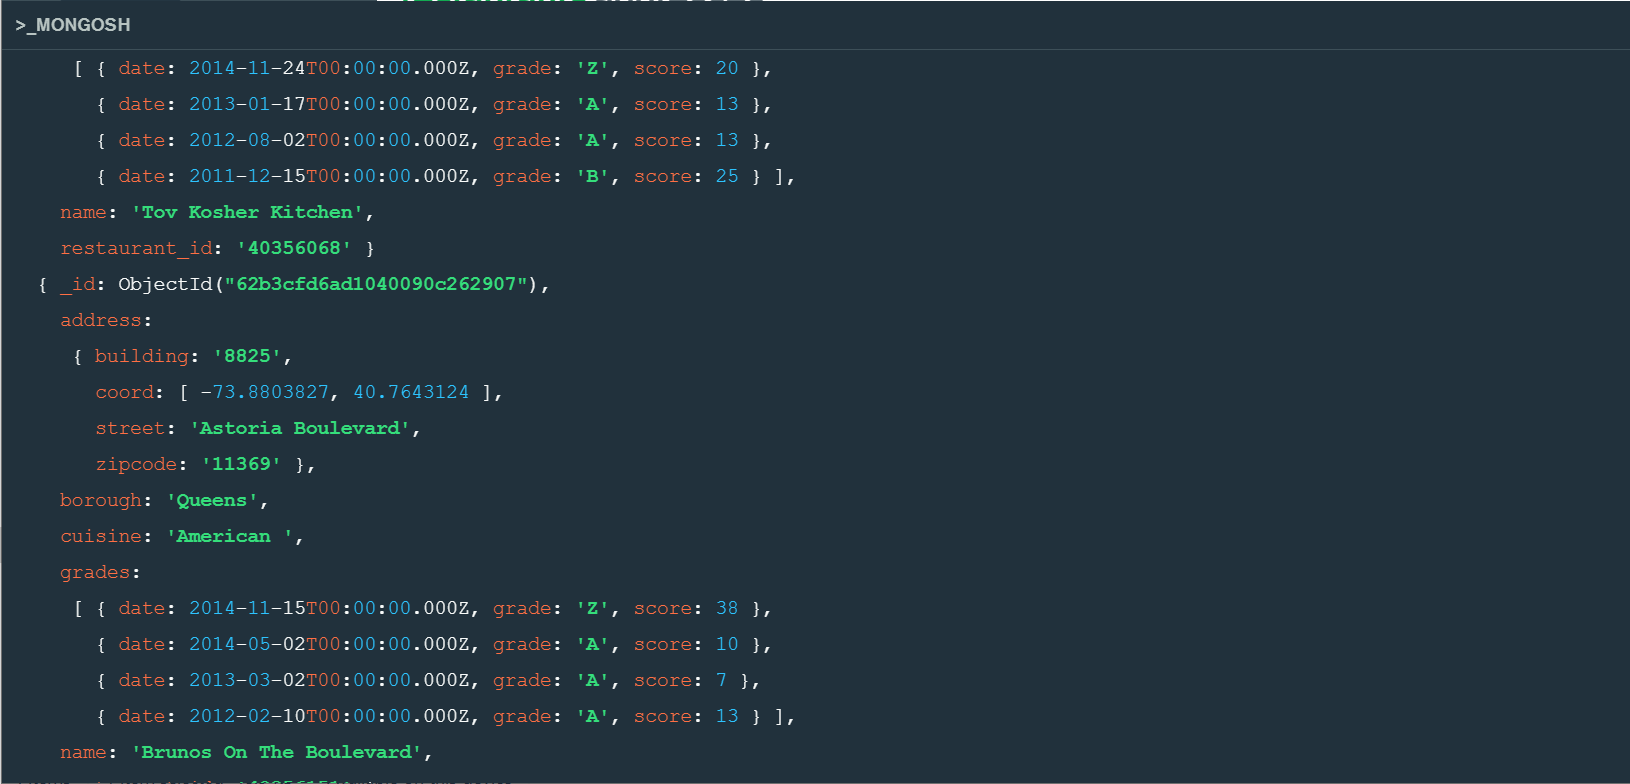 >_MONGOSH
[ { date: 2014-11-24T00:00:00.000Z, grade: 'Z', score: 20 },
{ date: 2013-01-17T00:00:00.000Z, grade: 'A', score: 13 },
{ date: 2012-08-02T00:00:00.000Z, grade: 'A', score: 13 },
{ date: 2011-12-15T00:00:00.000Z, grade: 'B', score: 25 } ],
name: 'Tov Kosher Kitchen',
restaurant_id: '40356068' }
{ _id: ObjectId("62b3cfd6ad1040090c262907"),
address:
{ building: '8825',
coord: [ -73.8803827, 40.7643124 ],
street: 'Astoria Boulevard',
zipcode: '11369' },
borough: 'Queens',
cuisine: 'American ',
grades:
[ { date: 2014-11-15T00:00:00.000Z, grade: 'Z', score: 38 },
{ date: 2014-05-02T00:00:00.000Z, grade: 'A', score: 10 },
{ date: 2013-03-02T00:00:00.000Z, grade: 'A', score: 7 },
{ date: 2012-02-10T00:00:00.000Z, grade: 'A', score: 13 } ],
name: 'Brunos On The Boulevard',